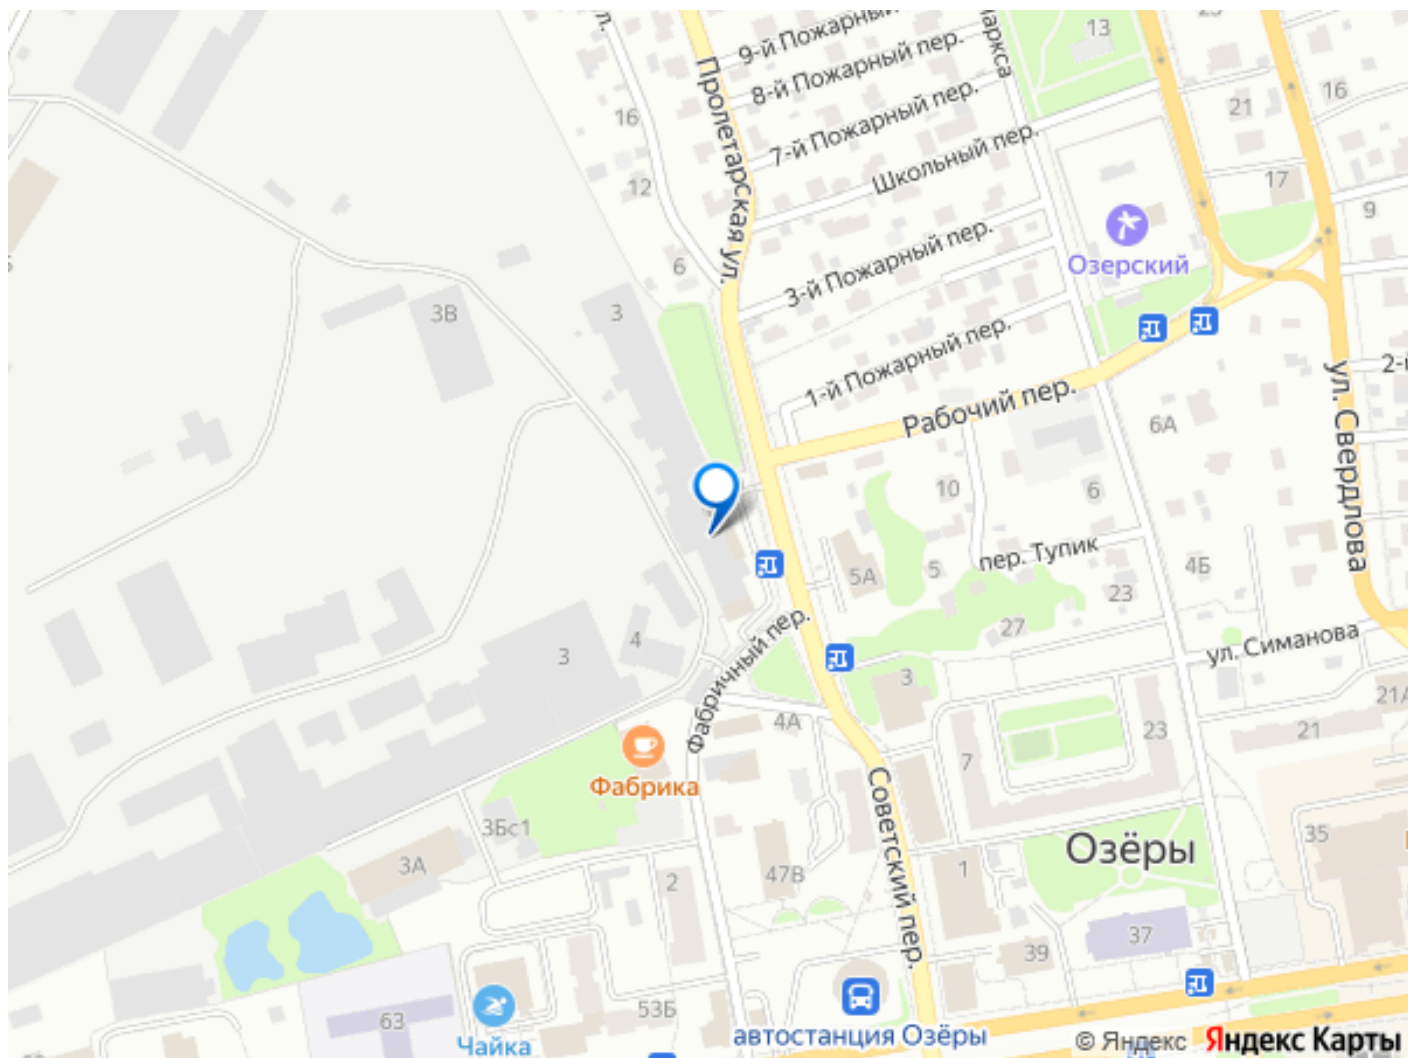 9-й Пожарный
13
8-й Пожарный пер.
21
16
16
7-й Пожарный пер.
Пролетарская ул.
Школьный пер.
12
17
9
3-й Пожарный пер.
Озерский
6
3В
3
1-й Пожарный пер.
Рабочий пер.
ул. Свердлова
6А
10
6
пер. Тупик
5А
5
23
4Б
27
ул. Симанова
4
3
Фабричный пер.
3
4А
21А
21
23
7
Фабрика
Советский пер.
3Бс1
Озёры
35
3А
2
47В
1
37
39
53Б
63
Чайка
автостанция Озёры
© Яндекс Яндекс Карты